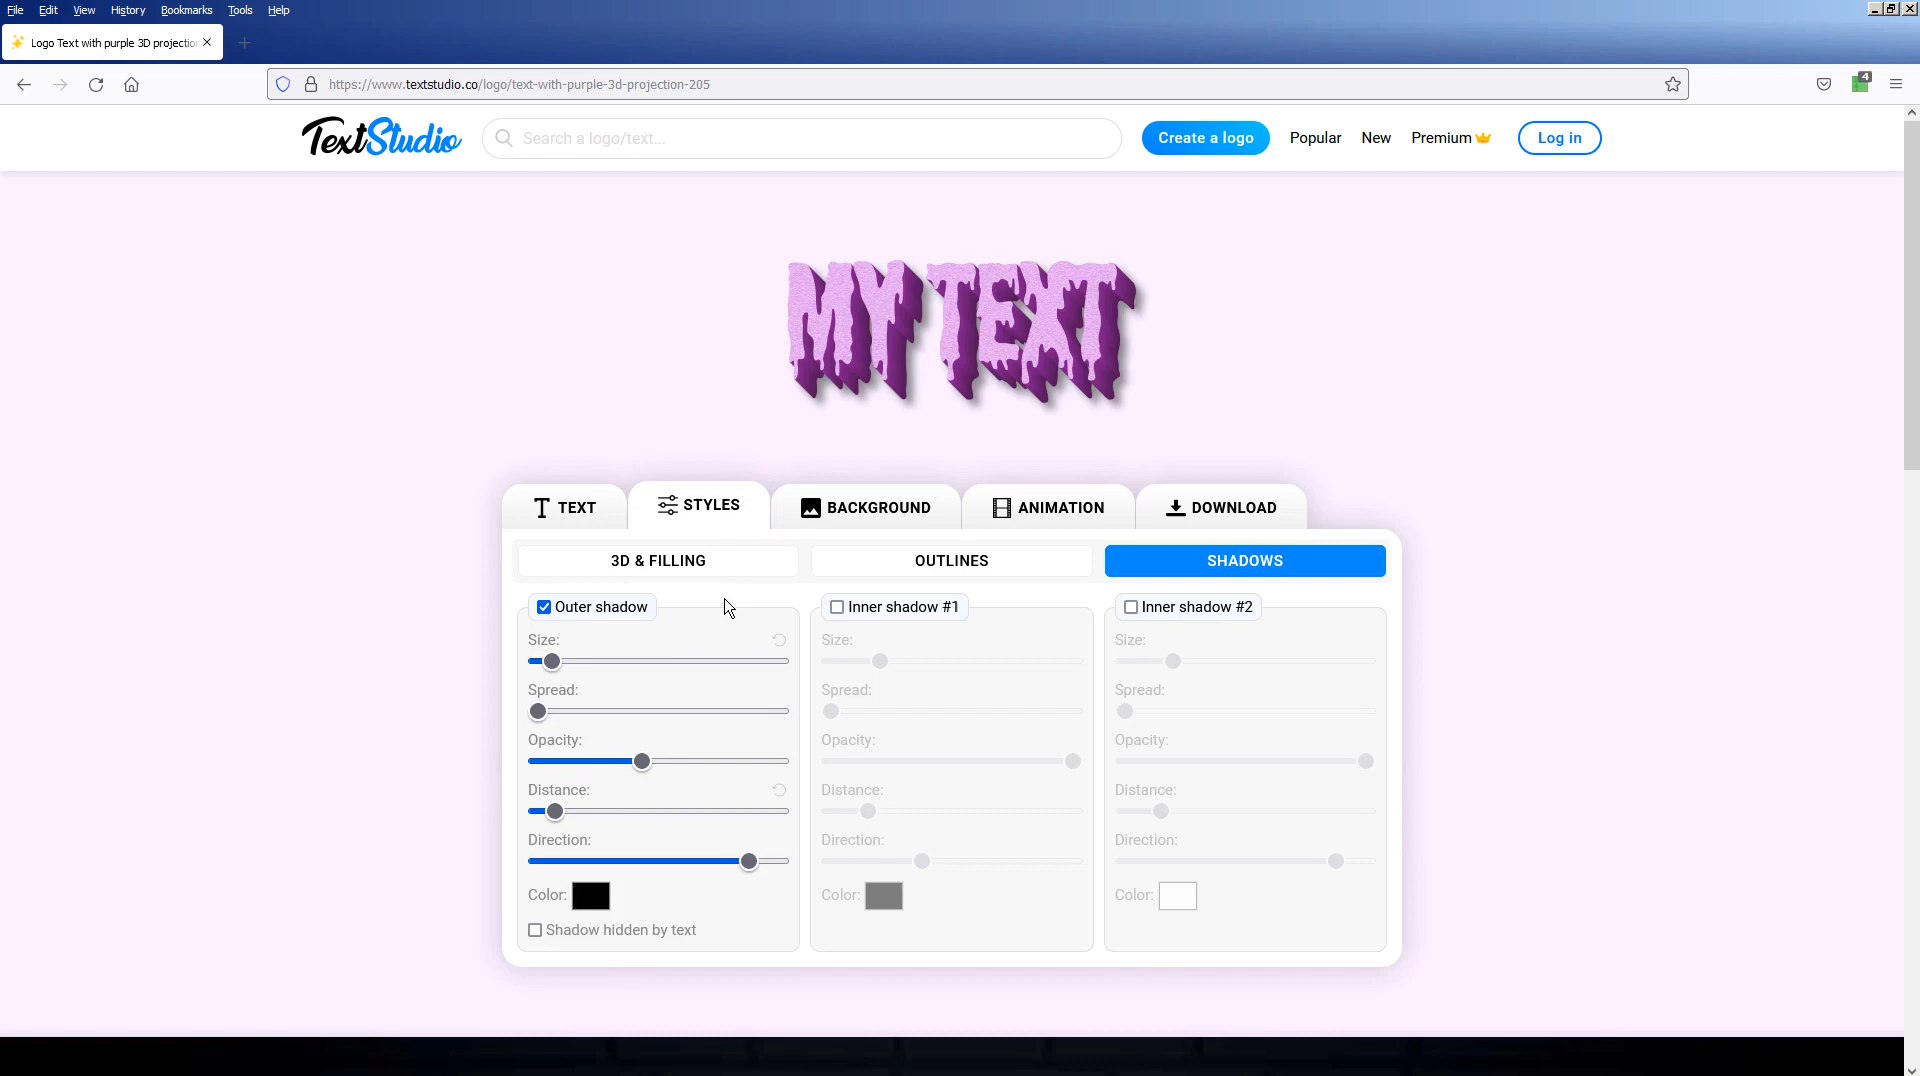 File Edit View History Bookmarks Tools Help
Logo Text with purple 3D projection
https://www.textstudio.co/logo/text-with-purple-3d-projection-205
4
TextStudio
Search a logo/text...
Create a logo
Popular
New
Premium
Log in
MY TEXT
TEXT
STYLES
BACKGROUND
ANIMATION
DOWNLOAD
3D & FILLING
OUTLINES
SHADOWS
Outer shadow
Size:
Spread:
Opacity:
Distance:
Direction:
Color:
Shadow hidden by text
Inner shadow #1
Size:
Spread:
Opacity:
Distance:
Direction:
Color:
Inner shadow #2
Size:
Spread:
Opacity:
Distance:
Direction:
Color: